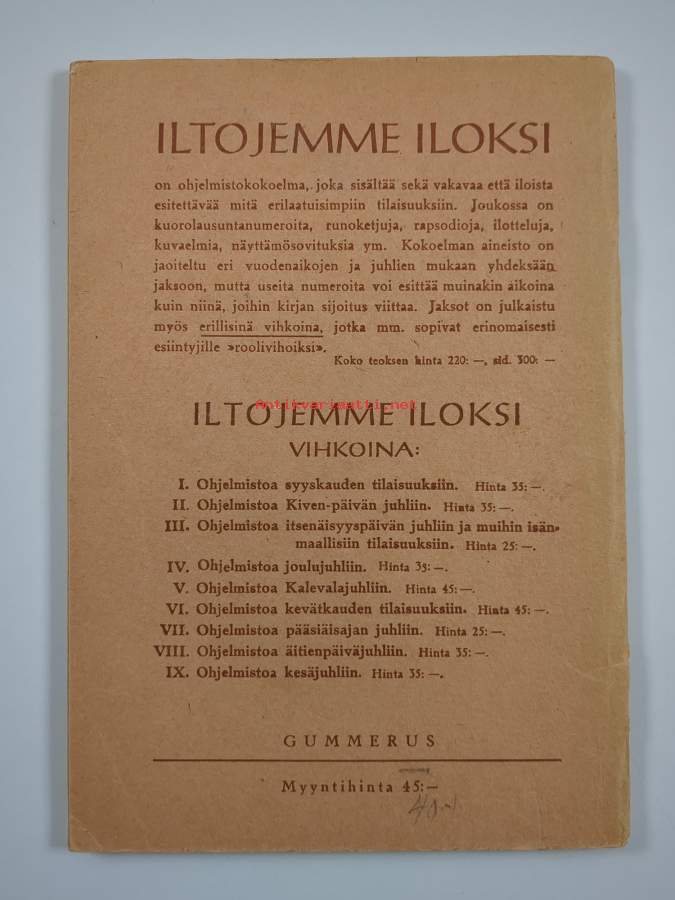 ILTOJEMME ILOKSI
on ohjelmistokokoelma, joka sisältää sekä vakavaa että iloista
esitettävää mitä erilaatuisimpiin tilaisuuksiin. Joukossa on
kuorolausuntanumeroita, runoketjuja, rapsodioja, ilotteluja,
kuvaelmia, näyttämösovituksia ym. Kokoelman aineisto on
jaoiteltu eri vuodenaikojen ja juhlien mukaan yhdeksään
jaksoon, mutta useita numeroita voi esittää muinakin aikoina
kuin niinä, joihin kirjan sijoitus viittaa. Jaksot on julkaistu
myös erillisinä vihkoina, jotka mm. sopivat erinomaisesti
esiintyjille »roolivihoiksi».
Koko teoksen hinta 220: —, sid. 300: —
Antikvariaatti.net
ILTOJEMME ILOKSI
VIHKOINA:
I. Ohjelmistoa syyskauden tilaisuuksiin. Hinta 35: —.
II. Ohjelmistoa Kiven-päivän juhliin. Hinta 35: —.
III. Ohjelmistoa itsenäisyyspäivän juhliin ja muihin isän-
maallisiin tilaisuuksiin. Hinta 25: —.
IV. Ohjelmistoa joulujuhliin. Hinta 35: —.
V. Ohjelmistoa Kalevalajuhliin. Hinta 45: —.
VI. Ohjelmistoa kevätkauden tilaisuuksiin. Hinta 45: —.
VII. Ohjelmistoa pääsiäisajan juhliin. Hinta 25: —.
VIII. Ohjelmistoa äitienpäiväjuhliin. Hinta 35: —.
IX. Ohjelmistoa kesäjuhliin. Hinta 35: —.
GUMMERUS
Myyntihinta 45: —
40.-